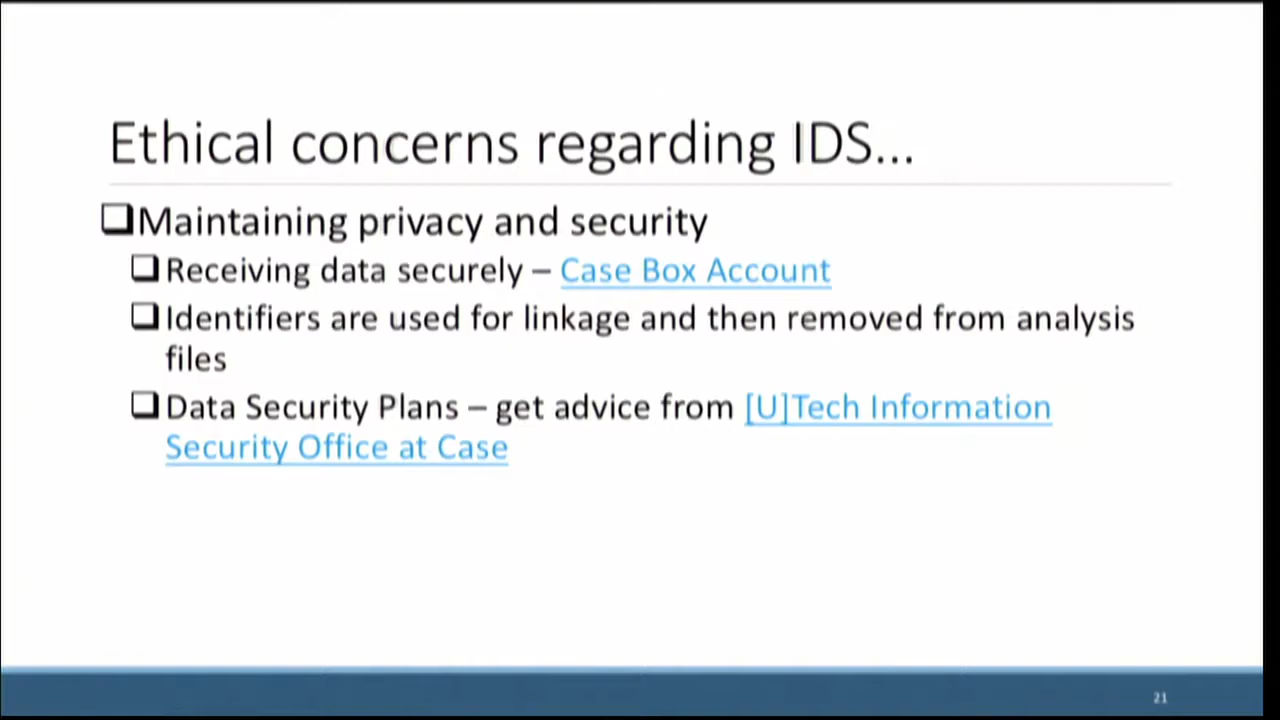 Ethical concerns regarding IDS...
Maintaining privacy and security
Receiving data securely – Case Box Account
Identifiers are used for linkage and then removed from analysis
files
Data Security Plans – get advice from [U]Tech Information
Security Office at Case
21